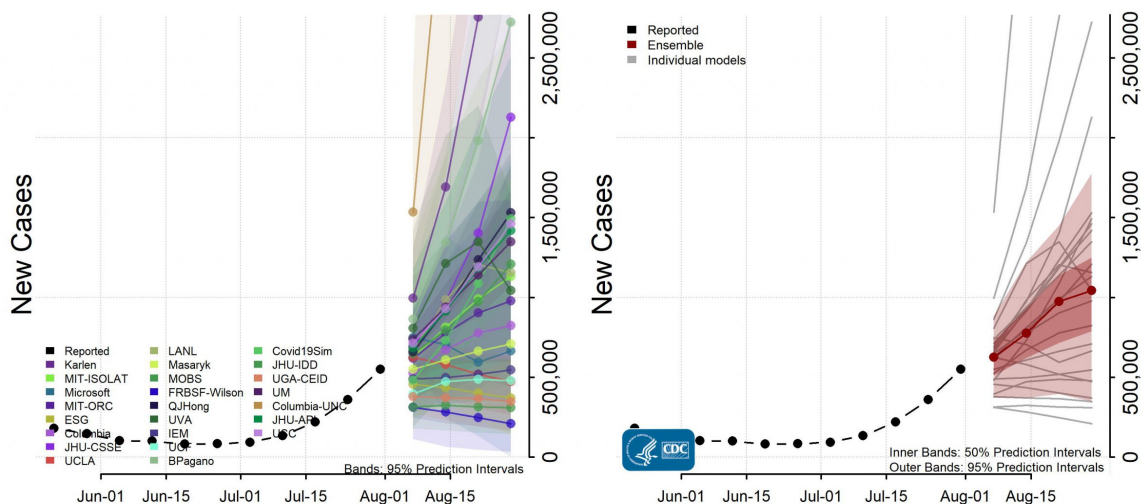 New Cases
2,500,000
1,500,000
500,000
0
Reported
Karlen
MIT-ISOLAT
Microsoft
MIT-ORC
ESG
Columbia
JHU-CSSE
UCLA
LANL
Masaryk
MOBS
FRBSF-Wilson
QJHong
UVA
IEM
UCF
BPagano
Covid19Sim
JHU-IDD
UGA-CEID
UM
Columbia-UNC
JHU-APL
USC
Bands: 95% Prediction Intervals
Jun-01 Jun-15 Jul-01 Jul-15 Aug-01 Aug-15
New Cases
Reported
Ensemble
Individual models
2,500,000
1,500,000
500,000
0
CDC
Inner Bands: 50% Prediction Intervals
Outer Bands: 95% Prediction Intervals
Jun-01 Jun-15 Jul-01 Jul-15 Aug-01 Aug-15